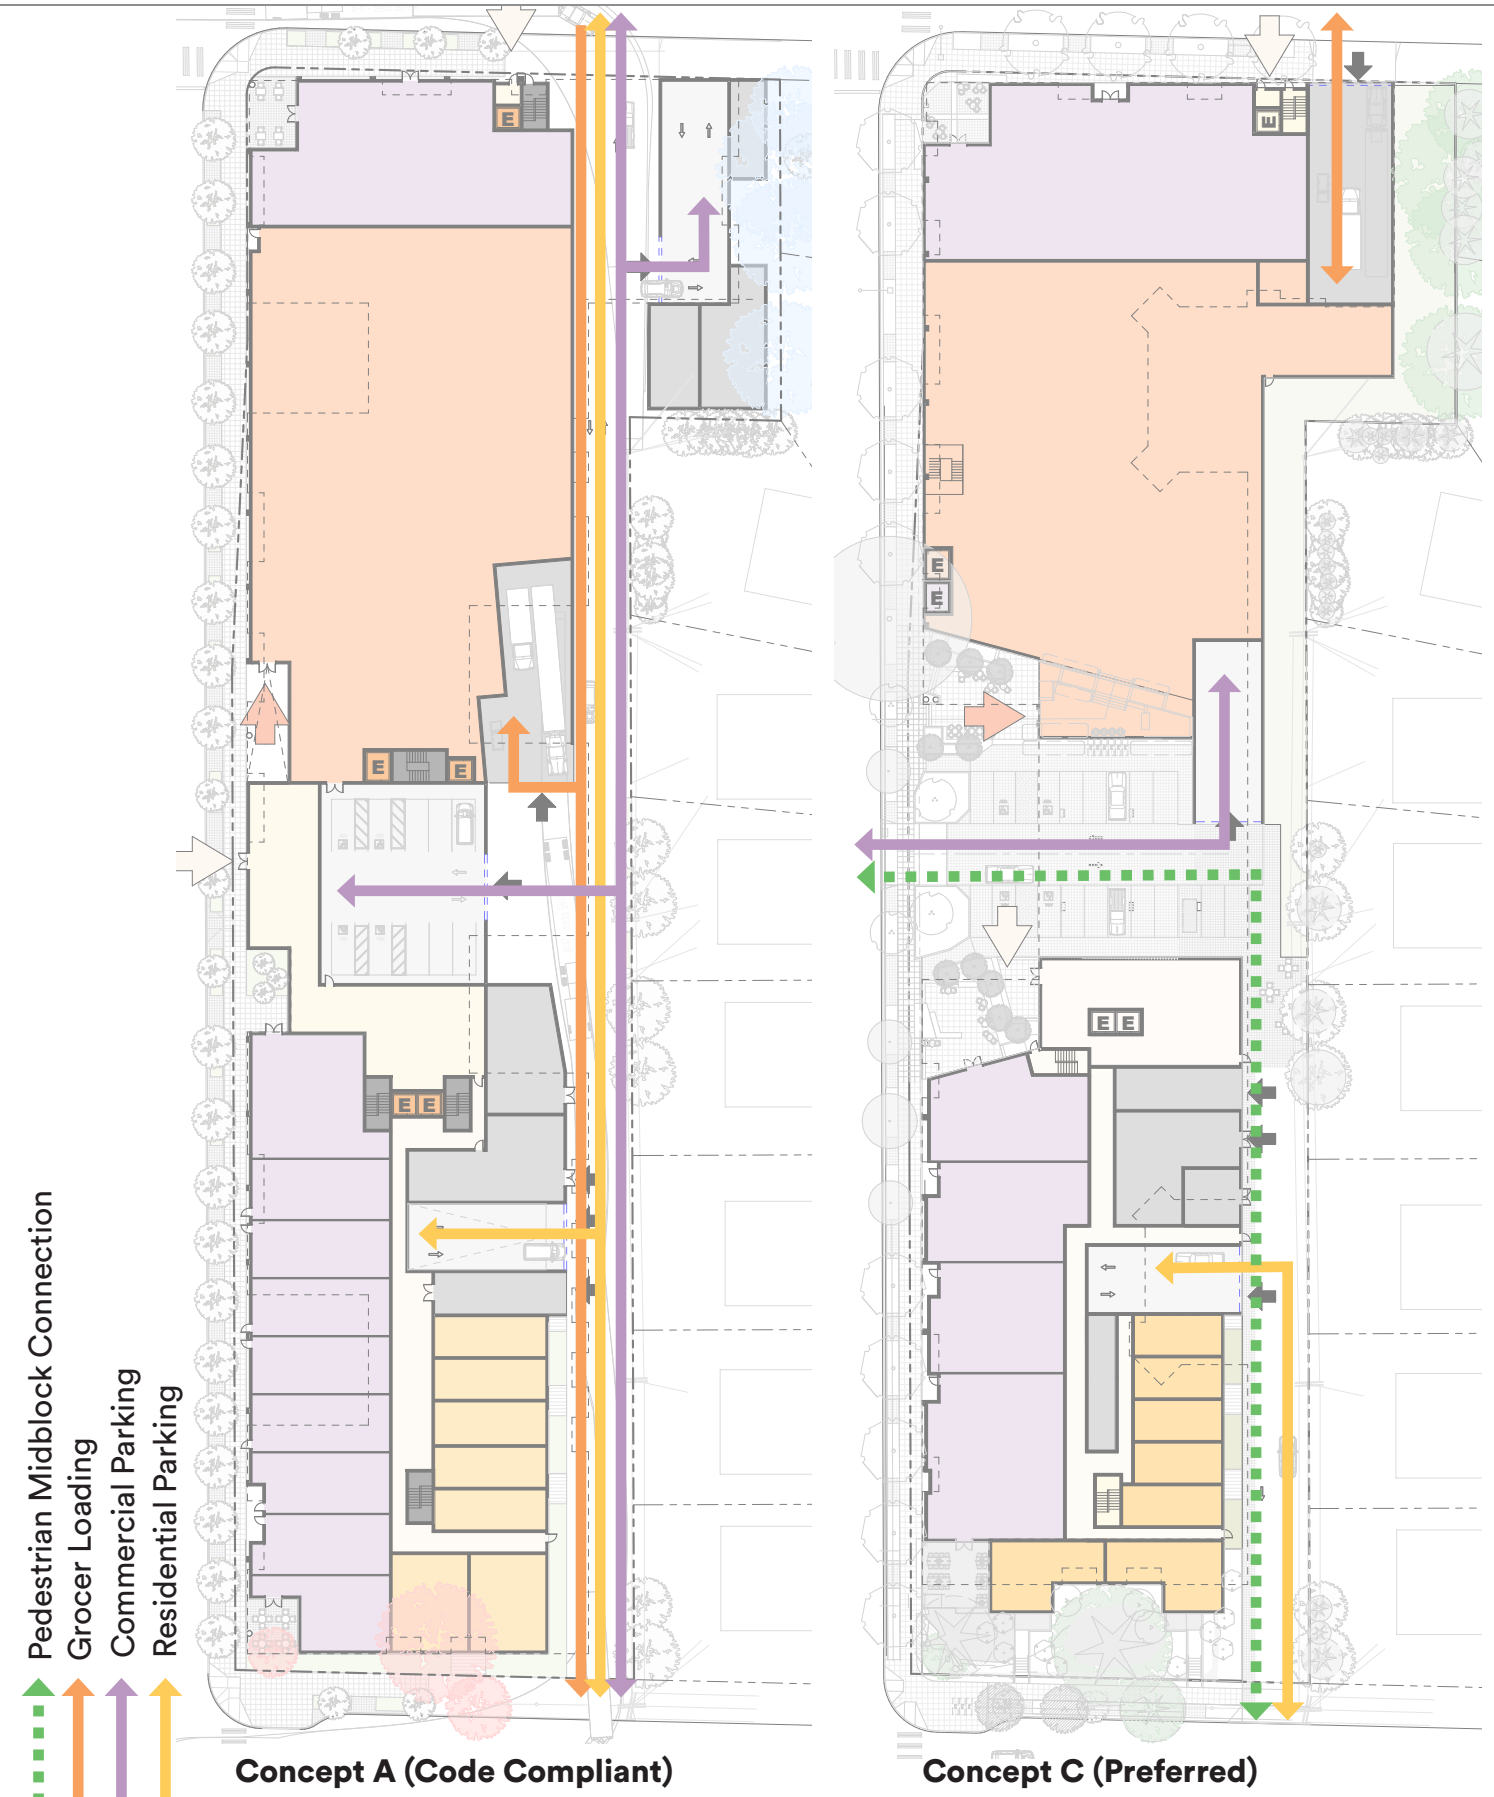 E
E
E
E
E
E
E
E
E
E
Pedestrian Midblock Connection
Grocer Loading
Commercial Parking
Residential Parking
Concept A (Code Compliant)
Concept C (Preferred)